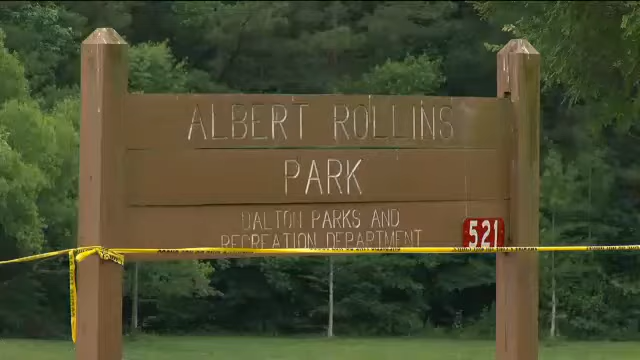 ALBERT ROLLINS
PARK
DALTON PARKS AND
RECREATION DEPARTMENT
521